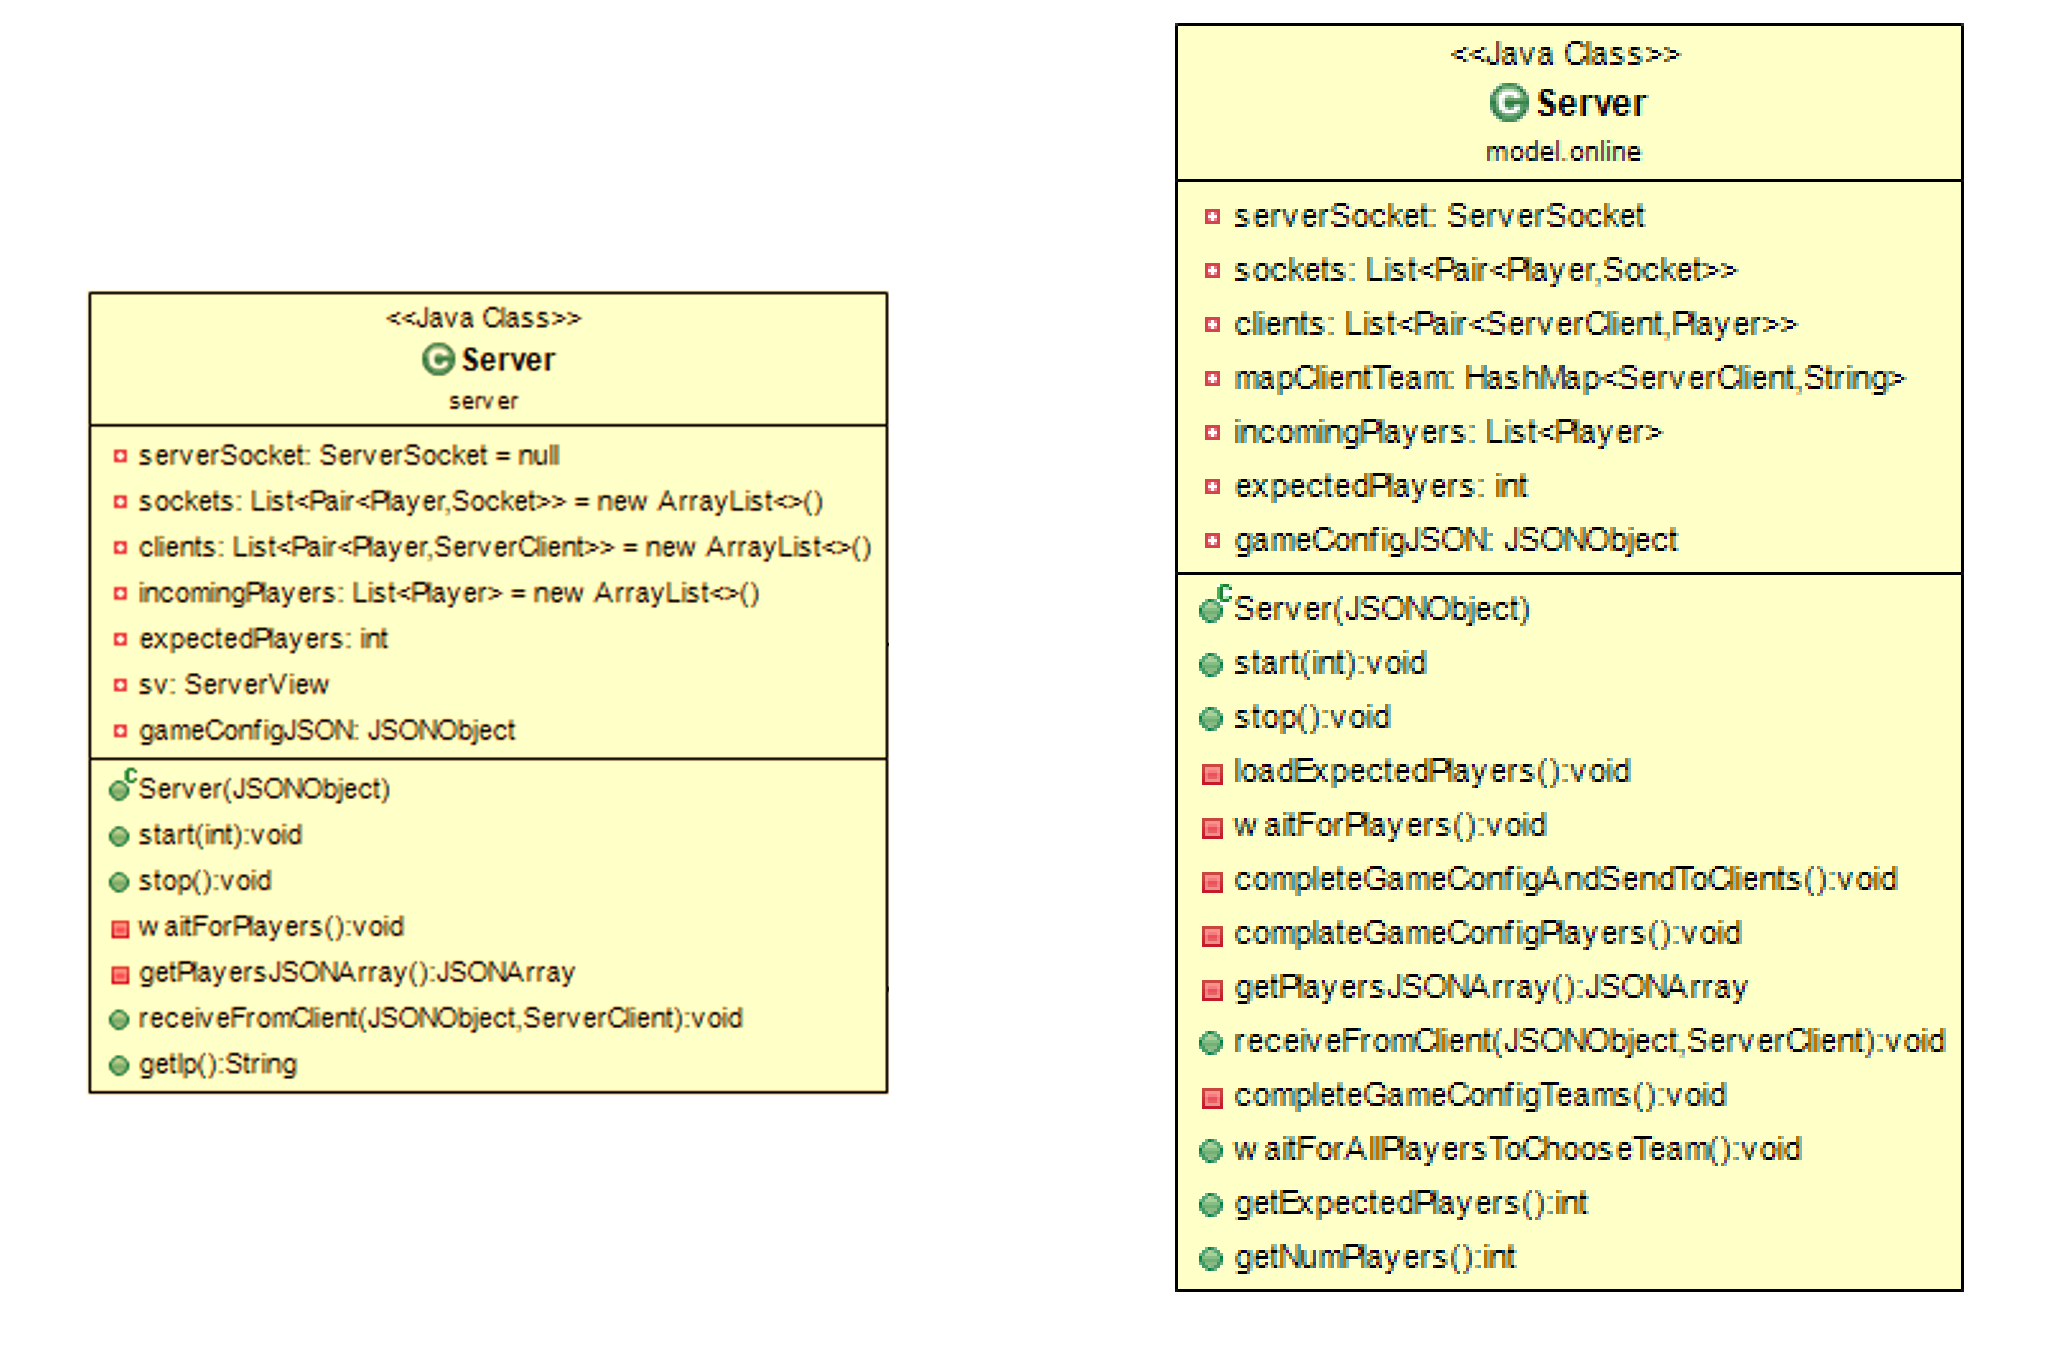 <<Java Class>>
Server
server
serverSocket: ServerSocket = null
sockets: List<Pair<Player,Socket>> = new ArrayList<>()
clients: List<Pair<Player,ServerClient>> = new ArrayList<>()
incomingPlayers: List<Player> = new ArrayList<>()
expectedPlayers: int
sv: ServerView
gameConfigJSON: JSONObject
Server(JSONObject)
start(int):void
stop():void
waitForPlayers():void
getPlayersJSONArray():JSONArray
receiveFromClient(JSONObject,ServerClient):void
getIp():String
<<Java Class>>
Server
model.online
serverSocket: ServerSocket
sockets: List<Pair<Player,Socket>>
clients: List<Pair<ServerClient,Player>>
mapClientTeam: HashMap<ServerClient,String>
incomingPlayers: List<Player>
expectedPlayers: int
gameConfigJSON: JSONObject
Server(JSONObject)
start(int):void
stop():void
loadExpectedPlayers():void
waitForPlayers():void
completeGameConfigAndSendToClients():void
complateGameConfigPlayers():void
getPlayersJSONArray():JSONArray
receiveFromClient(JSONObject,ServerClient):void
completeGameConfigTeams():void
waitForAllPlayersToChooseTeam():void
getExpectedPlayers():int
getNumPlayers():int